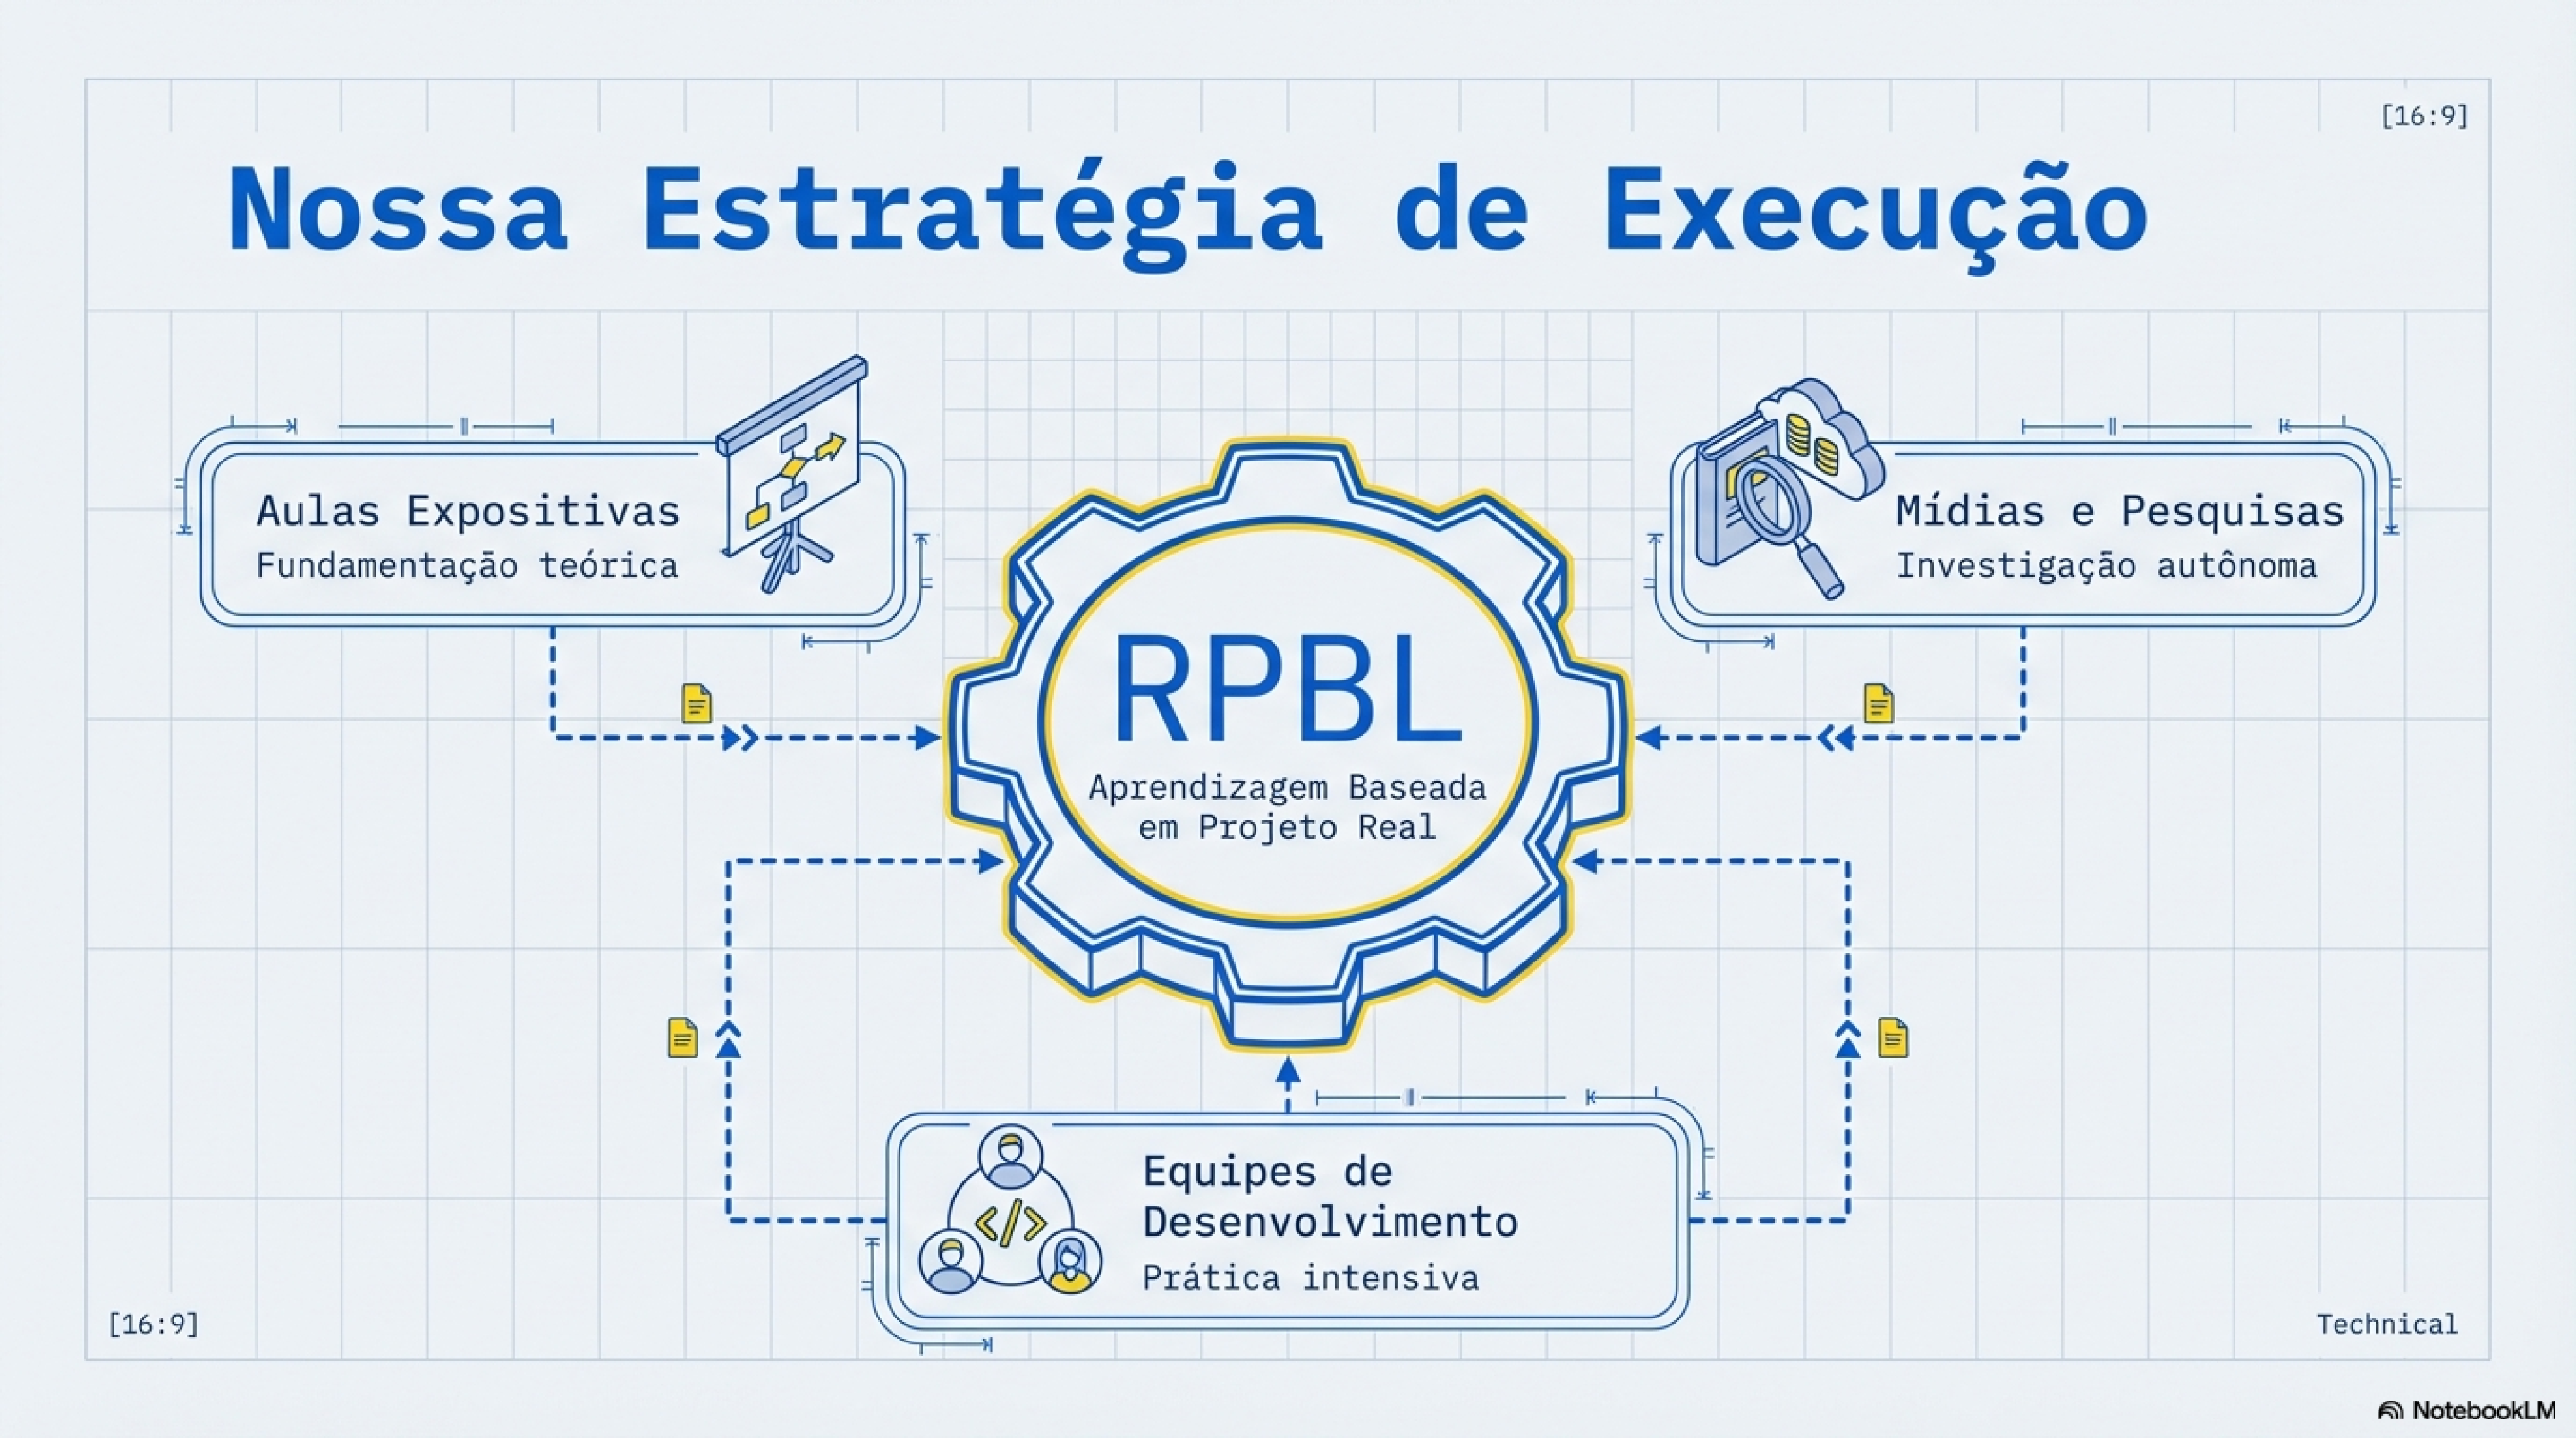 [16:9]
Nossa Estratégia de Execução
Aulas Expositivas
Fundamentação teórica
Mídias e Pesquisas
Investigação autônoma
RPBL
Aprendizagem Baseada
em Projeto Real
</>
Equipes de
Desenvolvimento
Prática intensiva
[16:9]
Technical
NotebookLM